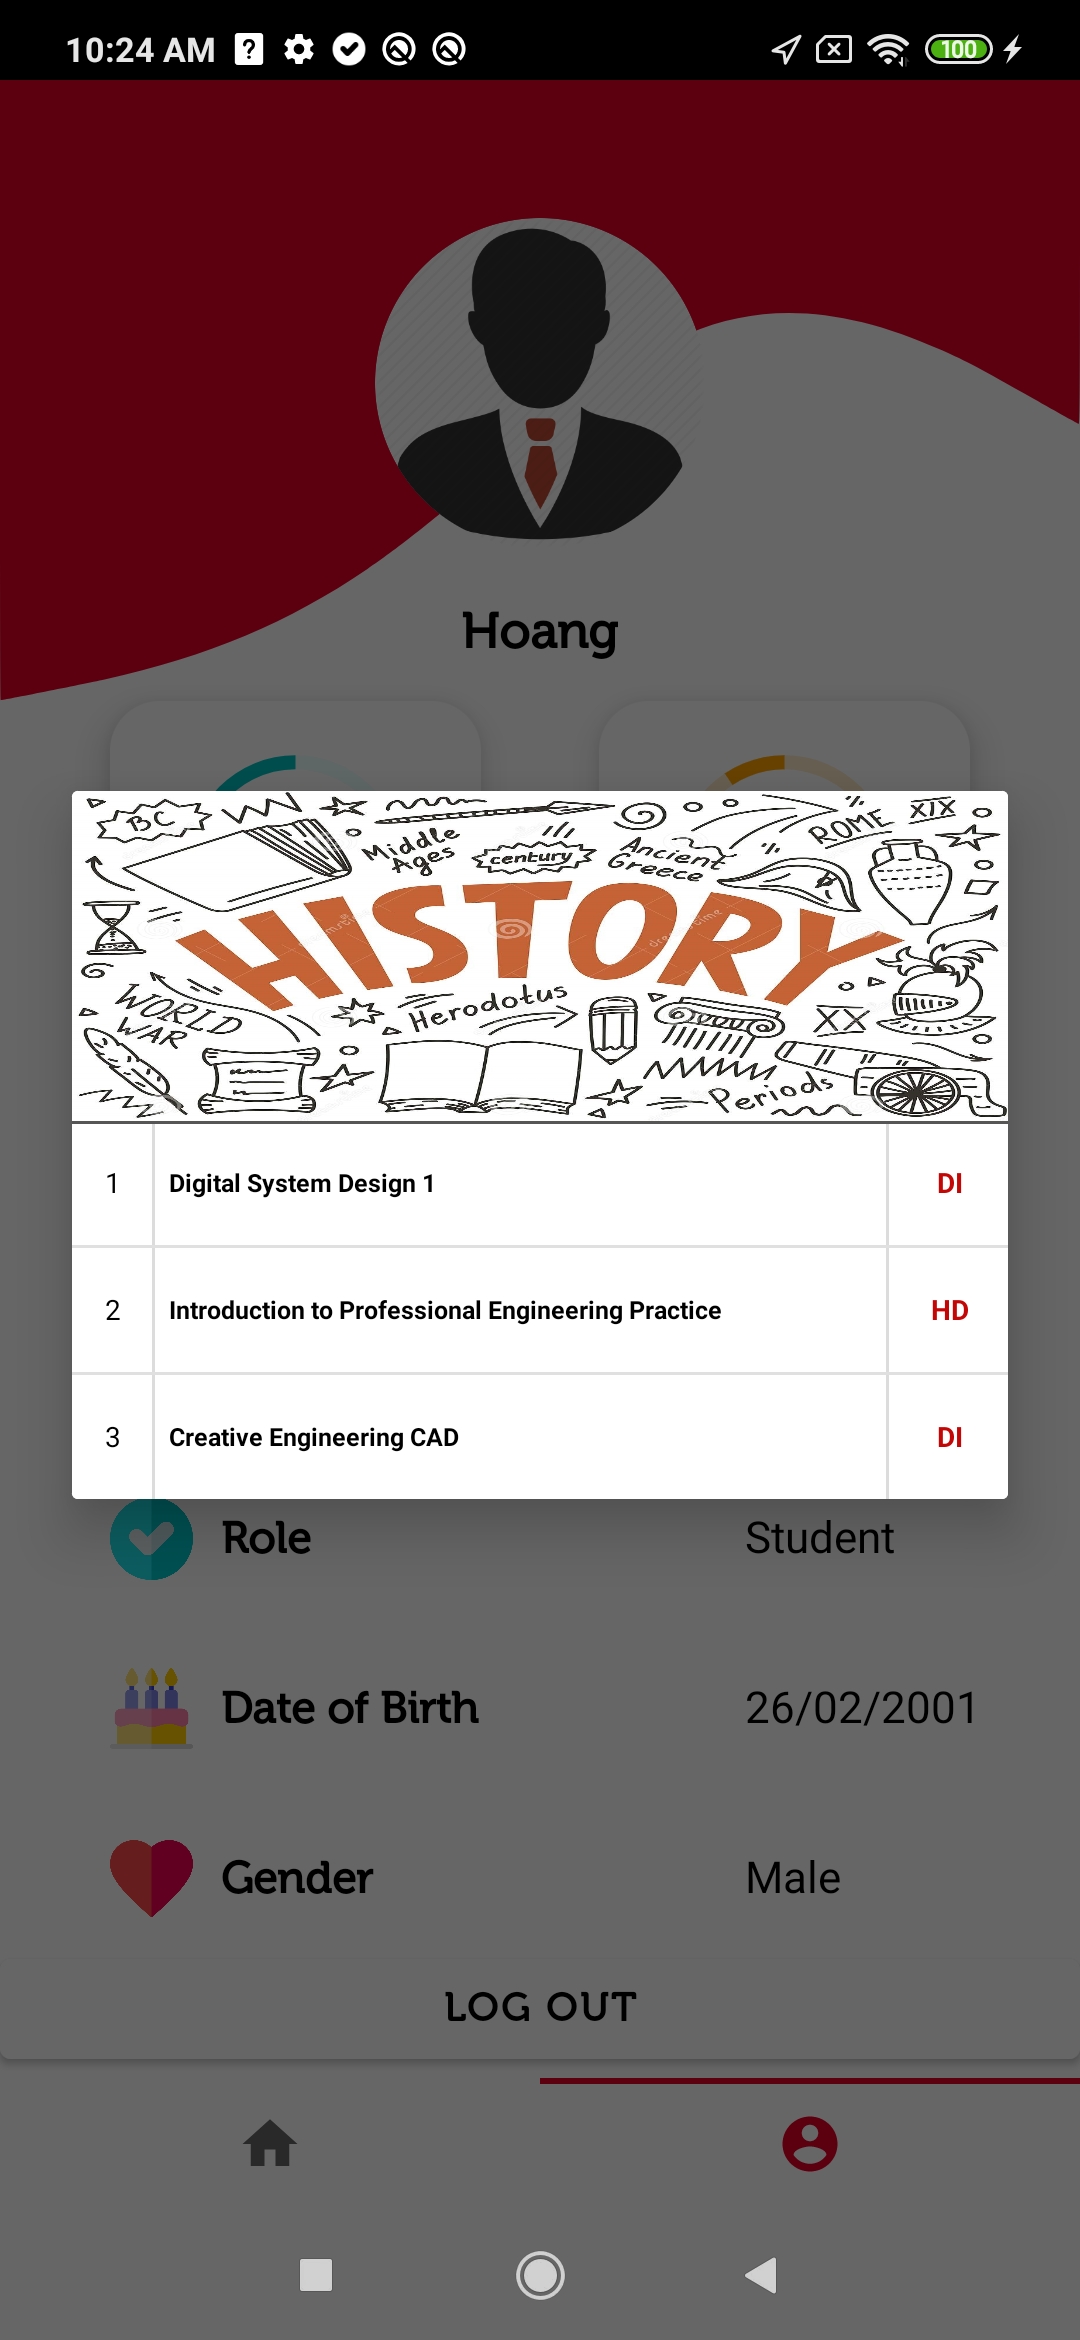 10:24 AM
100
Hoang
BC
Middle Ages
century
Ancient Greece
ROME
XIX
HISTORY
WORLD WAR
Herodotus
XX
Periods
1 Digital System Design 1 DI
2 Introduction to Professional Engineering Practice HD
3 Creative Engineering CAD DI
Role Student
Date of Birth 26/02/2001
Gender Male
LOG OUT